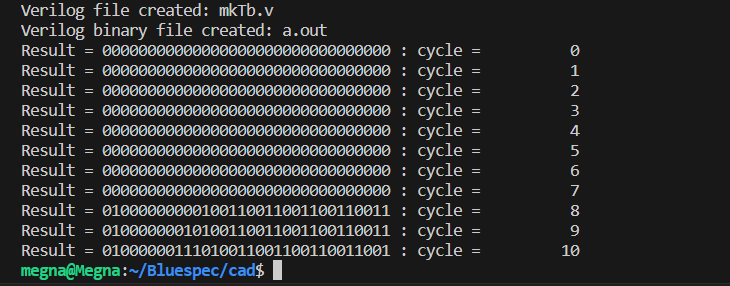 Verilog file created: mkTb.v
Verilog binary file created: a.out
Result = 00000000000000000000000000000000 : cycle =          0
Result = 00000000000000000000000000000000 : cycle =          1
Result = 00000000000000000000000000000000 : cycle =          2
Result = 00000000000000000000000000000000 : cycle =          3
Result = 00000000000000000000000000000000 : cycle =          4
Result = 00000000000000000000000000000000 : cycle =          5
Result = 00000000000000000000000000000000 : cycle =          6
Result = 00000000000000000000000000000000 : cycle =          7
Result = 01000000000100110011001100110011 : cycle =          8
Result = 01000000010100110011001100110011 : cycle =          9
Result = 01000000111010011001100110011001 : cycle =         10
megna@Megna:~/Bluespec/cad$